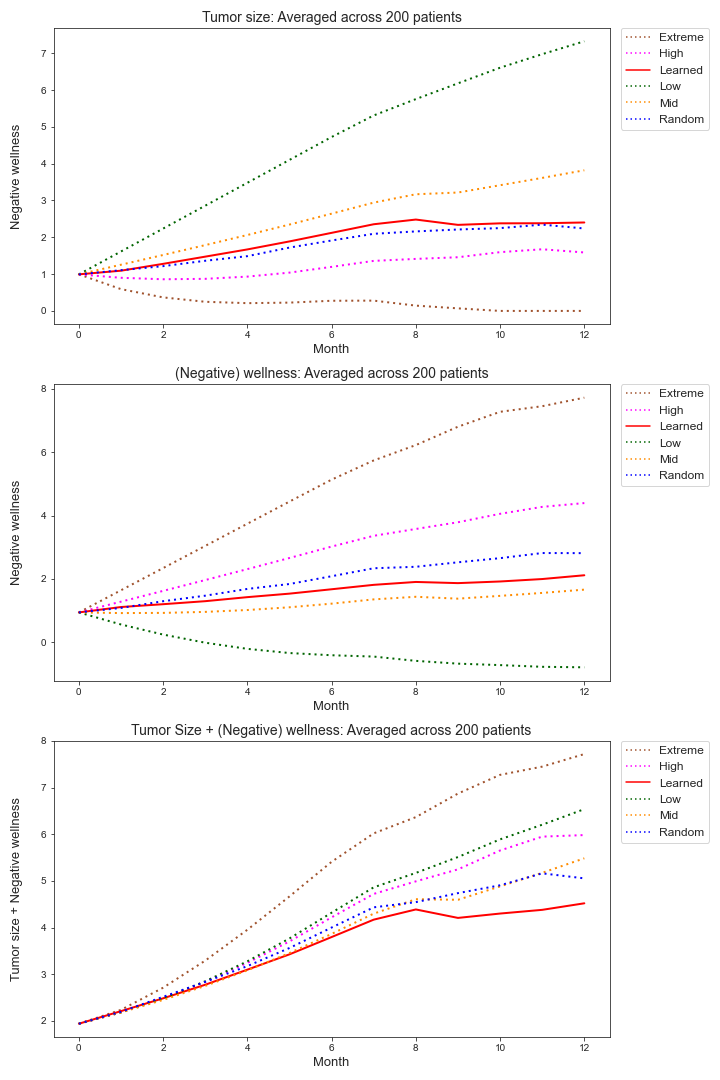 Tumor size: Averaged across 200 patients
Negative wellness
7
6
5
4
3
2
1
0
0 2 4 6 8 10 12
Month
Extreme
High
Learned
Low
Mid
Random
(Negative) wellness: Averaged across 200 patients
Negative wellness
8
6
4
2
0
0 2 4 6 8 10 12
Month
Extreme
High
Learned
Low
Mid
Random
Tumor Size + (Negative) wellness: Averaged across 200 patients
Tumor size + Negative wellness
8
7
6
5
4
3
2
0 2 4 6 8 10 12
Month
Extreme
High
Learned
Low
Mid
Random